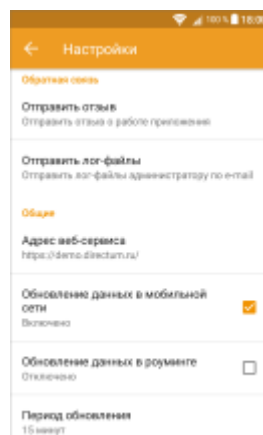 100 % 18:08
Настройки
Обратная связь
Отправить отзыв
Отправить отзыв о работе приложения
Отправить лог-файлы
Отправить лог-файлы администратору по e-mail
Общие
Адрес веб-сервиса
https://demo.directum.ru/
Обновление данных в мобильной
сети
Включено
Обновление данных в роуминге
Отключено
Период обновления
15 минут